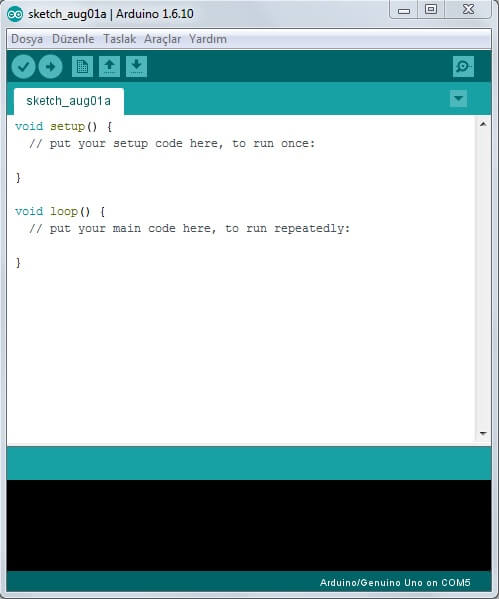 sketch_aug01a | Arduino 1.6.10
Dosya Düzenle Taslak Araçlar Yardım
sketch_aug01a
void setup() {
// put your setup code here, to run once:
}
void loop() {
// put your main code here, to run repeatedly:
}
Arduino/Genuino Uno on COM5